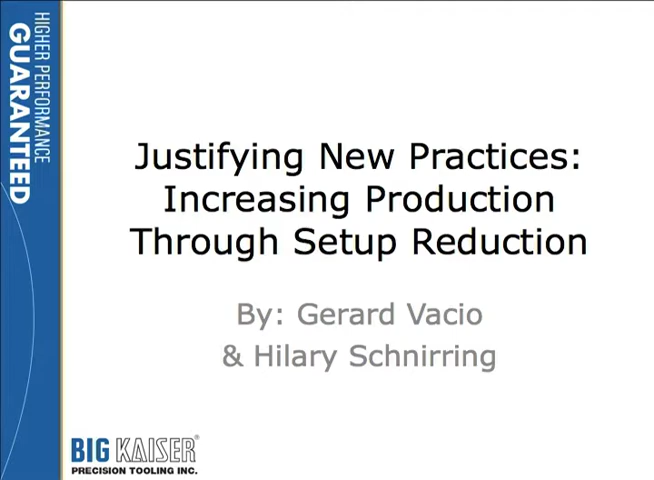 HIGHER PERFORMANCE
GUARANTEED
Justifying New Practices:
Increasing Production
Through Setup Reduction
By: Gerard Vacio
& Hilary Schnirring
BIG KAISER®
PRECISION TOOLING INC.